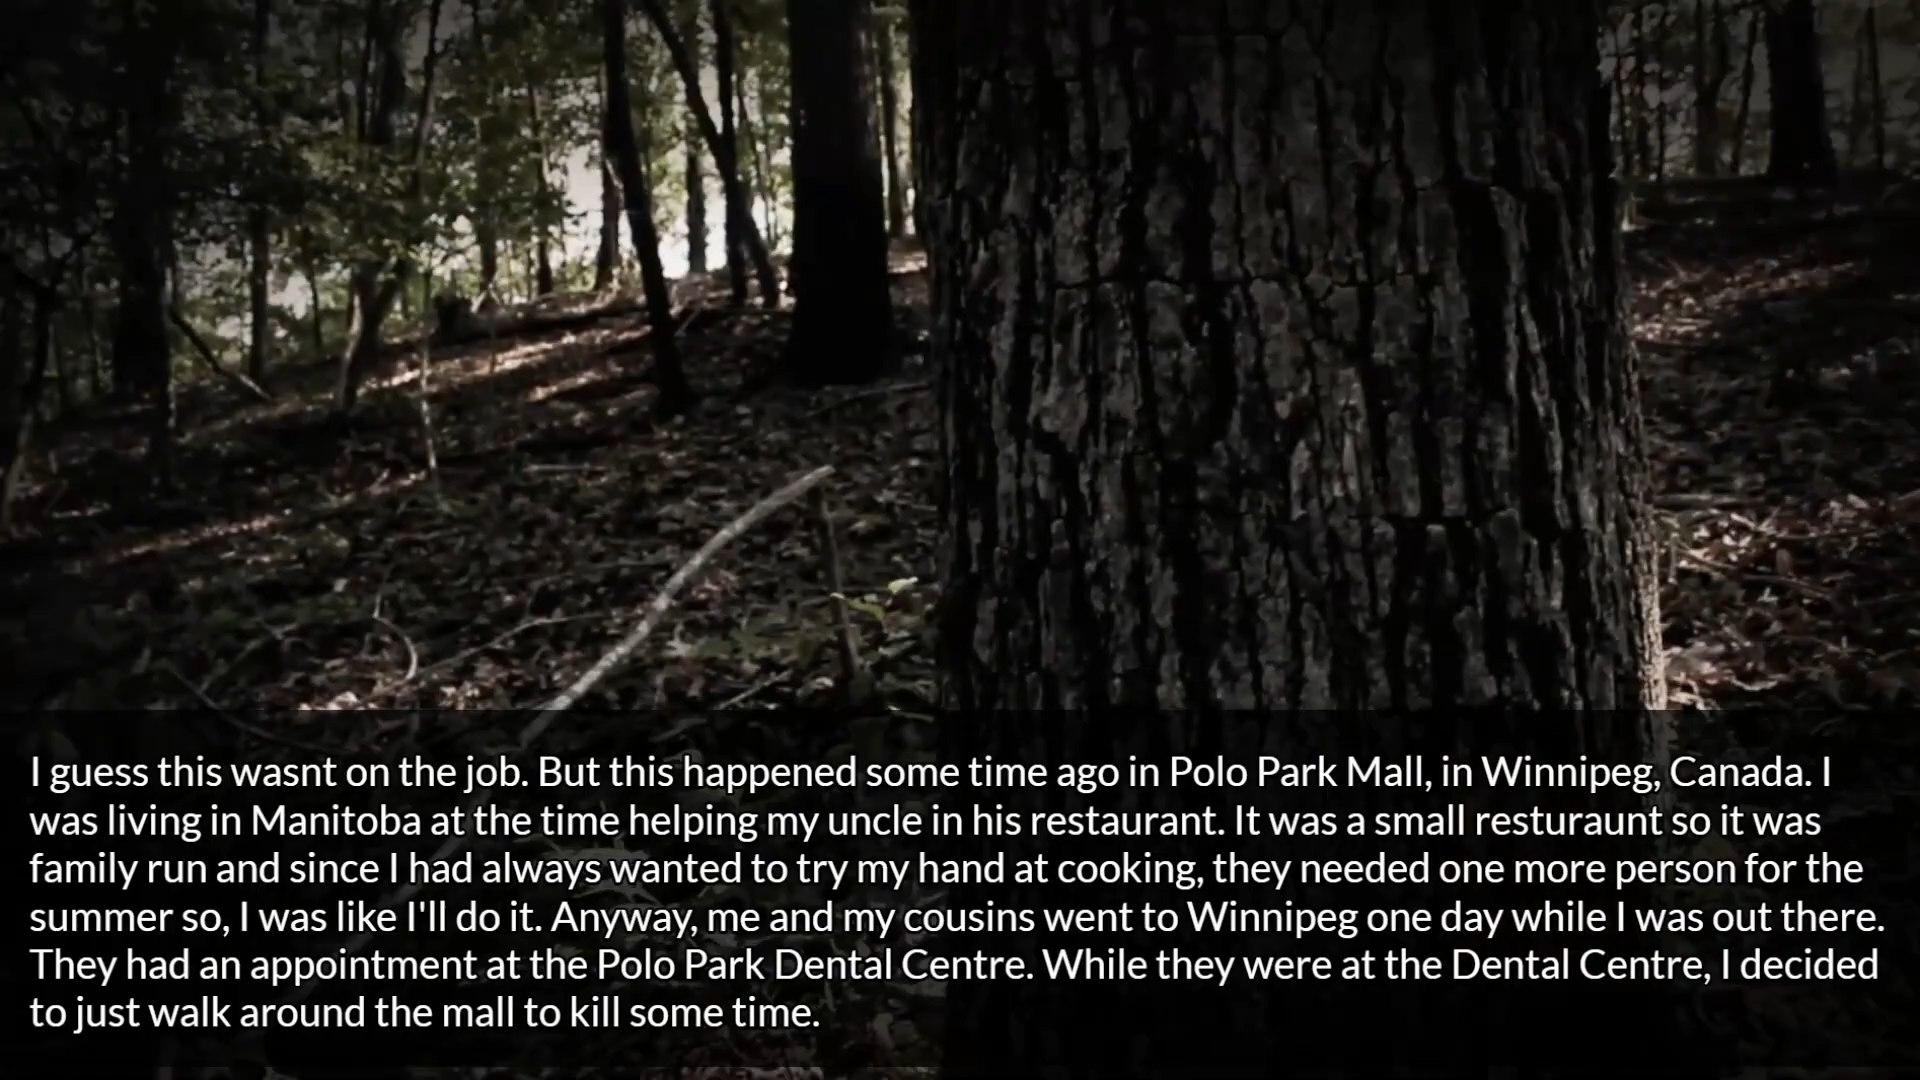 I guess this wasnt on the job. But this happened some time ago in Polo Park Mall, in Winnipeg, Canada. I
was living in Manitoba at the time helping my uncle in his restaurant. It was a small resturaunt so it was
family run and since I had always wanted to try my hand at cooking, they needed one more person for the
summer so, I was like I'll do it. Anyway, me and my cousins went to Winnipeg one day while I was out there.
They had an appointment at the Polo Park Dental Centre. While they were at the Dental Centre, I decided
to just walk around the mall to kill some time.